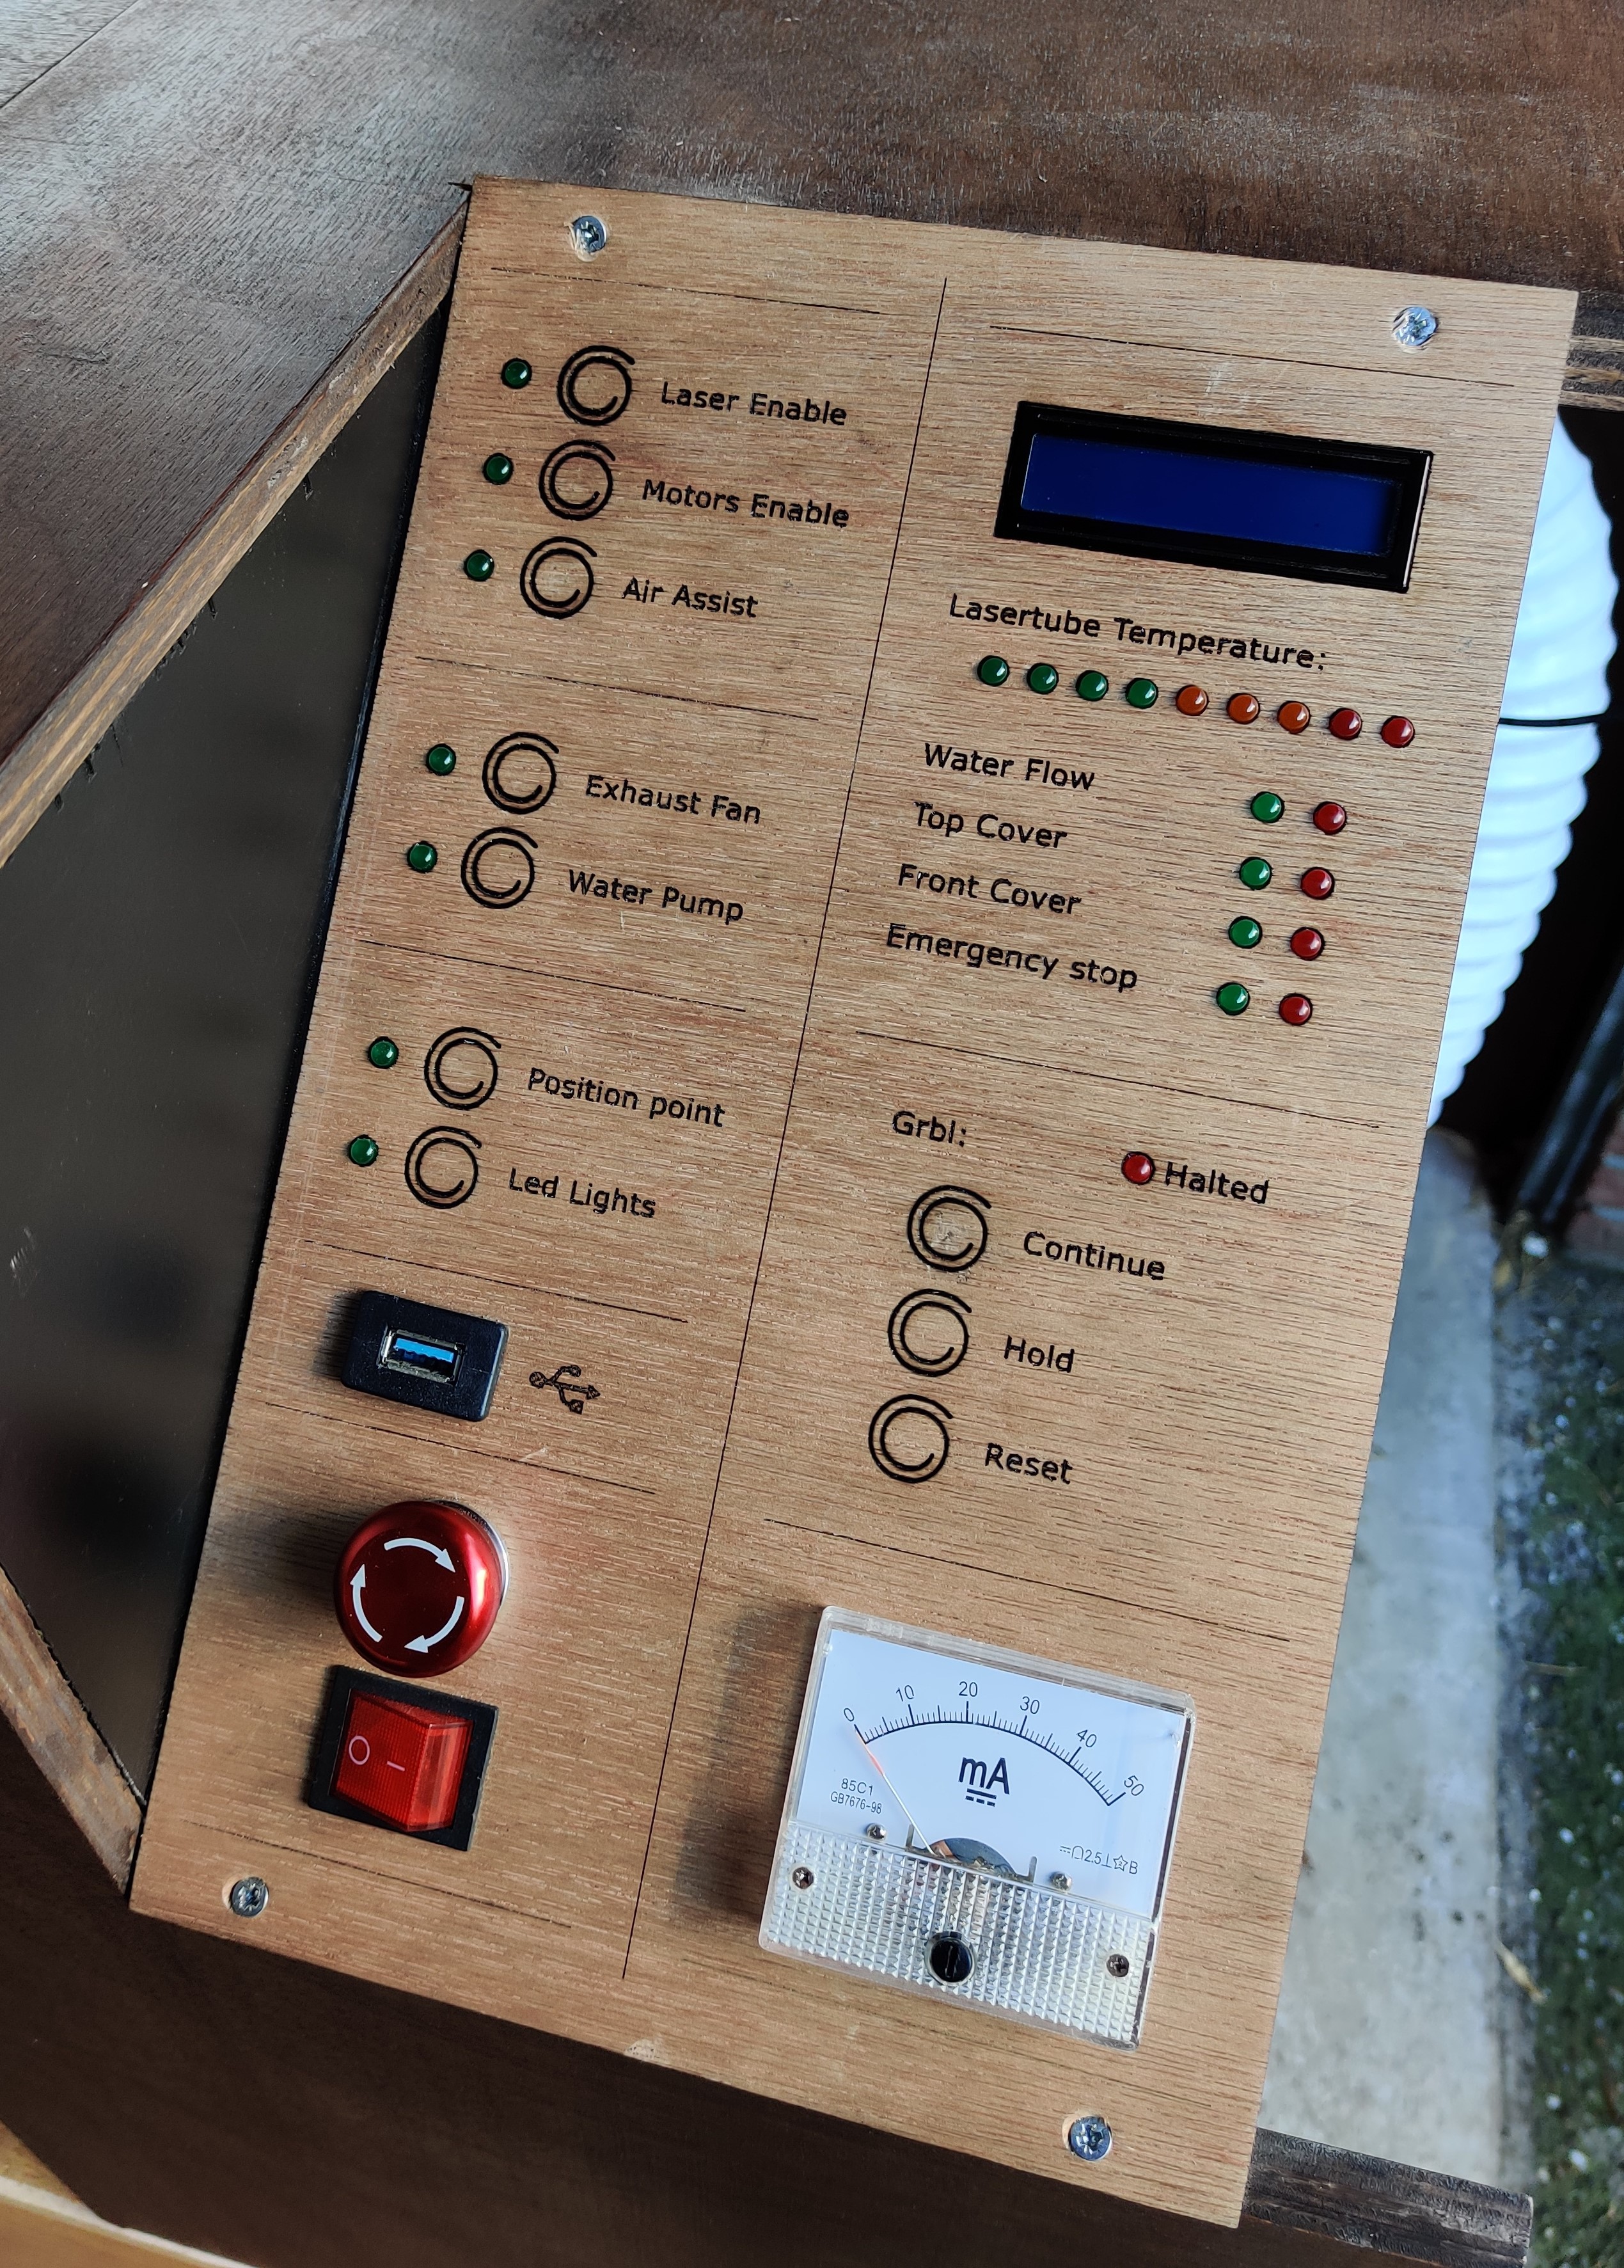 Laser Enable
Motors Enable
Air Assist
Exhaust Fan
Water Pump
Position point
Led Lights
O –
Lasertube Temperature:
Water Flow
Top Cover
Front Cover
Emergency stop
Grbl:
Halted
Continue
Hold
Reset
0 10 20 30 40 50
mA
85C1
GB7676-98
2.5 ⊥ ☆ B